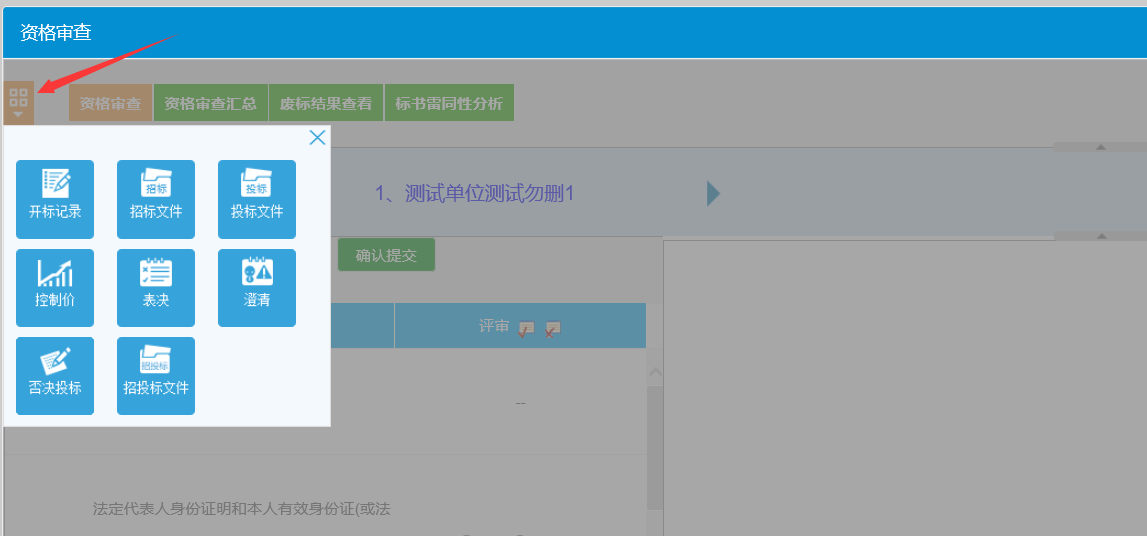 资格审查
资格审查 资格审查汇总 废标结果查看 标书雷同性分析
1、测试单位测试勿删1
招标 投标
开标记录 招标文件 投标文件
确认提交
控制价 表决 澄清
评审
招投标
否决投标 招投标文件
--
法定代表人身份证明和本人有效身份证(或法